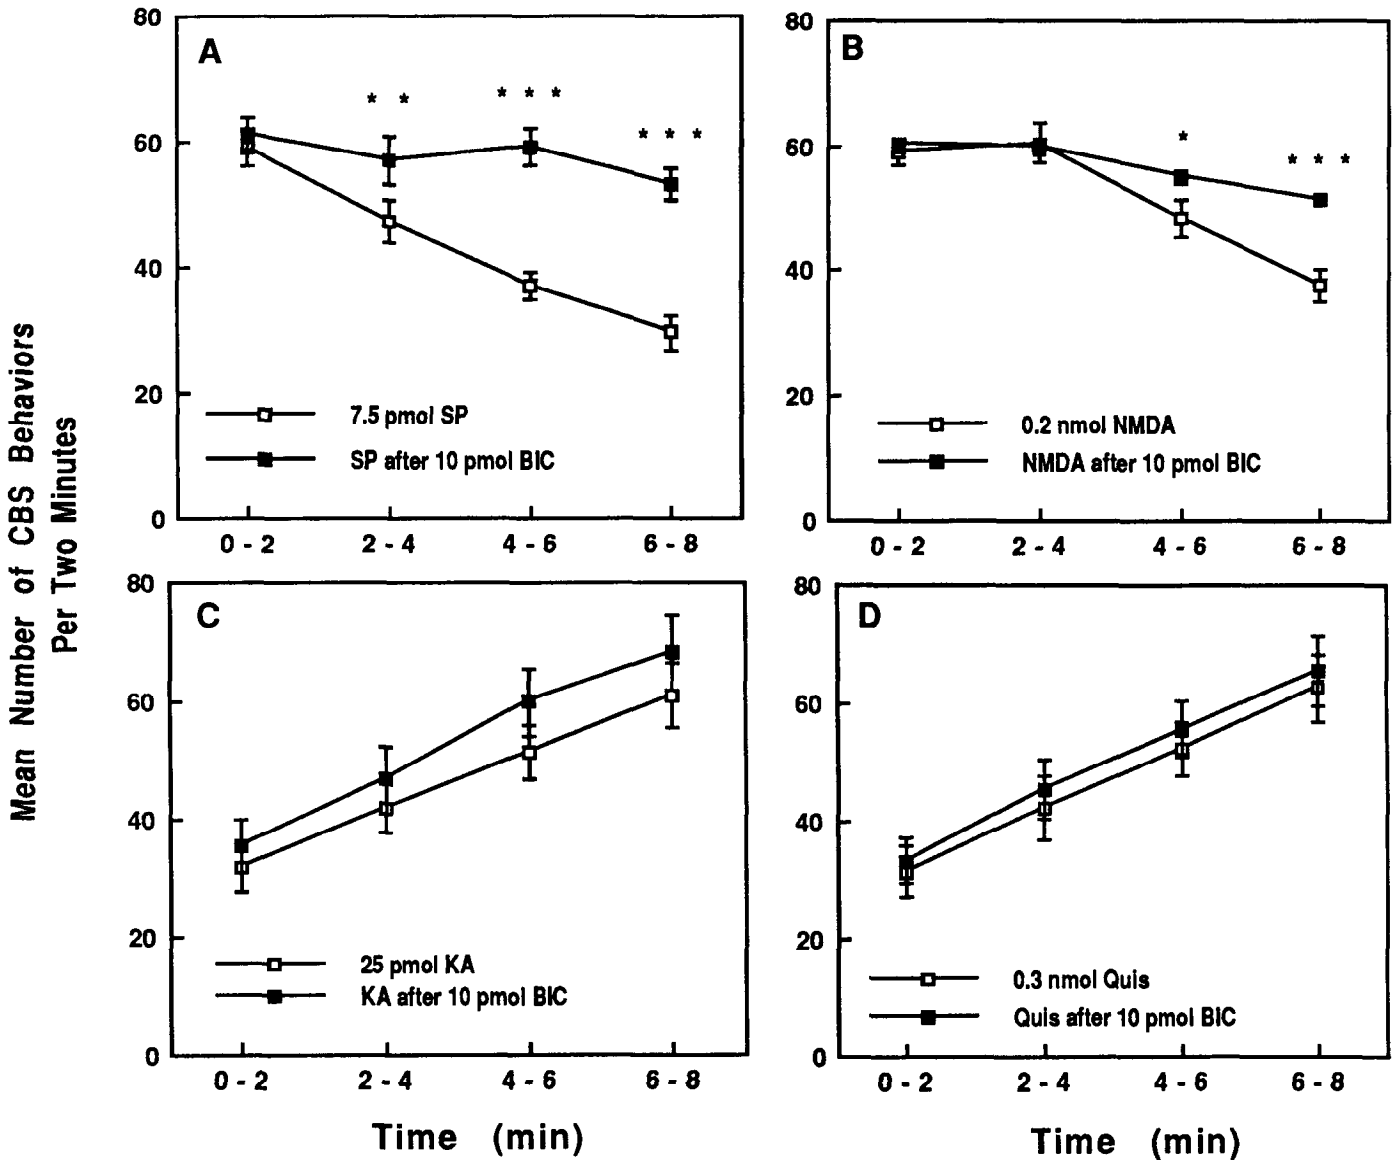 Mean Number of CBS Behaviors
Per Two Minutes
A
80
60
40
20
0
* *
* * *
* * *
7.5 pmol SP
SP after 10 pmol BIC
0 - 2 2 - 4 4 - 6 6 - 8
B
80
60
40
20
0
*
* * *
0.2 nmol NMDA
NMDA after 10 pmol BIC
0 - 2 2 - 4 4 - 6 6 - 8
C
80
60
40
20
0
25 pmol KA
KA after 10 pmol BIC
0 - 2 2 - 4 4 - 6 6 - 8
Time (min)
D
80
60
40
20
0
0.3 nmol Quis
Quis after 10 pmol BIC
0 - 2 2 - 4 4 - 6 6 - 8
Time (min)